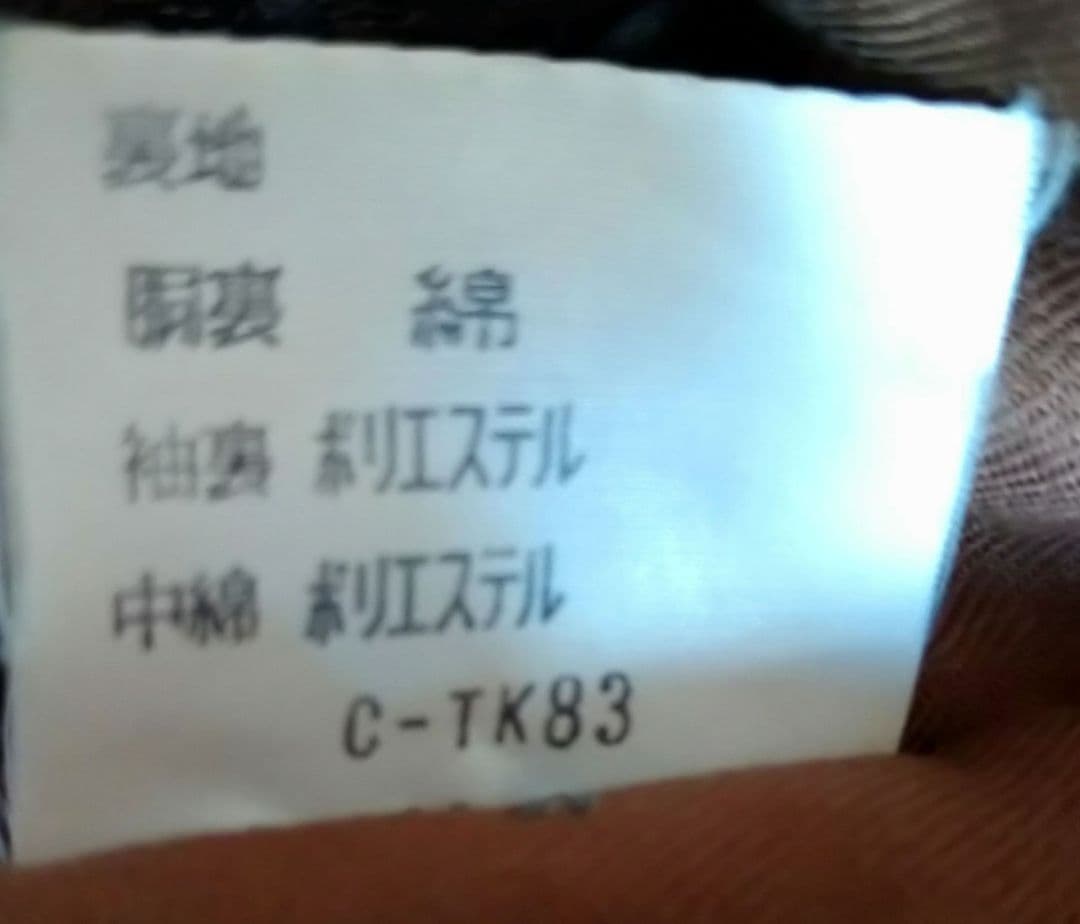 裏地
胴裏 綿
袖裏 ポリエステル
中綿 ポリエステル
C-TK83